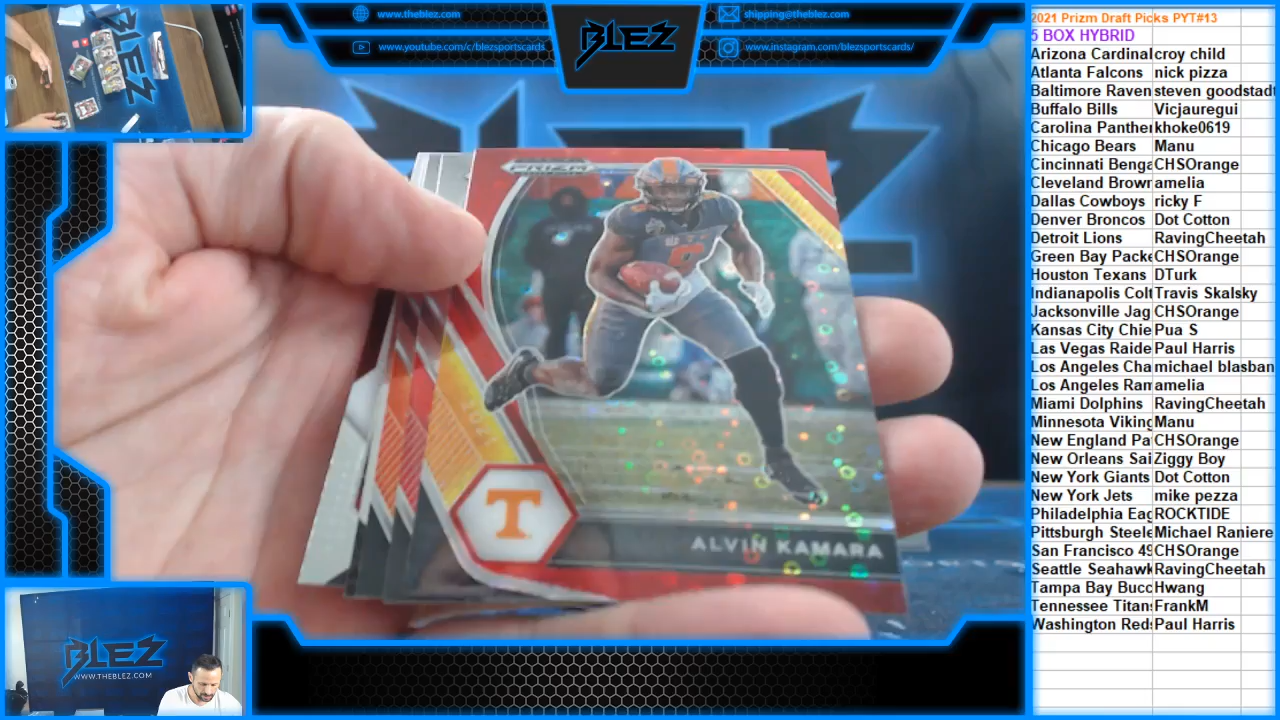 www.theblez.com
shipping@theblez.com
www.youtube.com/c/blezsportscards
www.instagram.com/blezsportscards/
BLEZ
PRIZM
T
ALVIN KAMARA
BLEZ
WWW.THEBLEZ.COM
2021 Prizm Draft Picks PYT#13
5 BOX HYBRID
Arizona Cardinal croy child
Atlanta Falcons nick pizza
Baltimore Raven steven goodstadt
Buffalo Bills Vicjauregui
Carolina Panthe khoke0619
Chicago Bears Manu
Cincinnati Benga CHSOrange
Cleveland Brown amelia
Dallas Cowboys ricky F
Denver Broncos Dot Cotton
Detroit Lions RavingCheetah
Green Bay Packe CHSOrange
Houston Texans DTurk
Indianapolis Colt Travis Skalsky
Jacksonville Jag CHSOrange
Kansas City Chie Pua S
Las Vegas Raide Paul Harris
Los Angeles Cha michael blasban
Los Angeles Ram amelia
Miami Dolphins RavingCheetah
Minnesota Viking Manu
New England Pa CHSOrange
New Orleans Sai Ziggy Boy
New York Giants Dot Cotton
New York Jets mike pezza
Philadelphia Eag ROCKTIDE
Pittsburgh Steele Michael Raniere
San Francisco 49 CHSOrange
Seattle Seahawk RavingCheetah
Tampa Bay Bucc Hwang
Tennessee Titans FrankM
Washington Reds Paul Harris